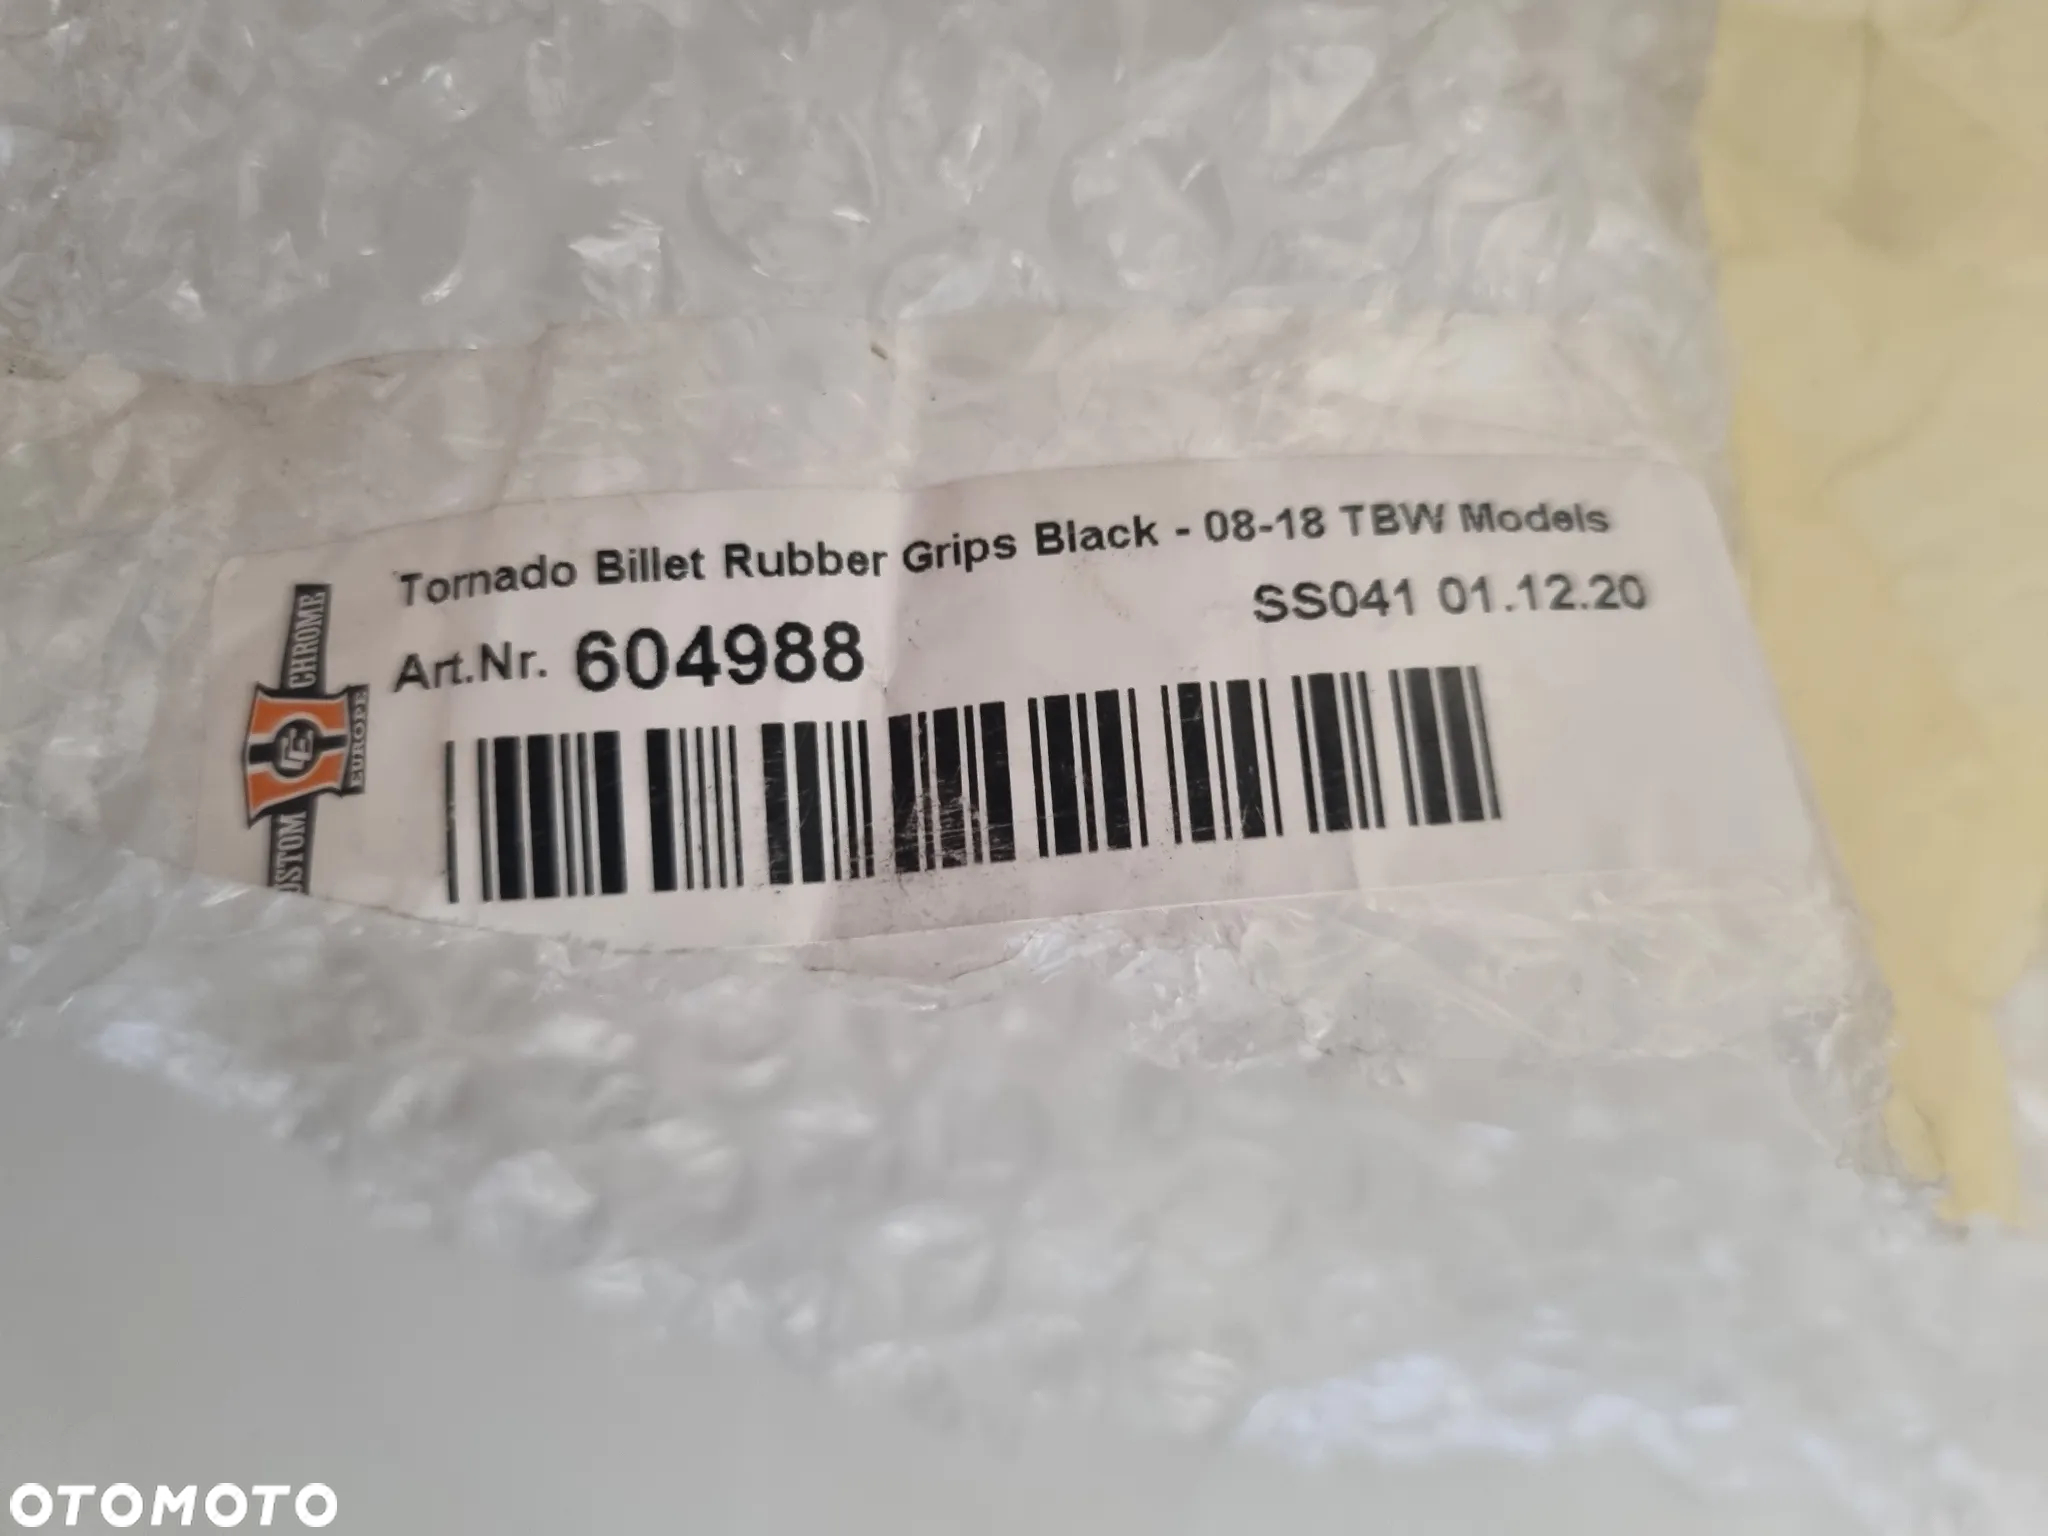 Tornado Billet Rubber Grips Black - 08-18 TBW Models
SS041 01.12.20
Art.Nr. 604988
CHROME
EUROPE
CE
OTOMOTO